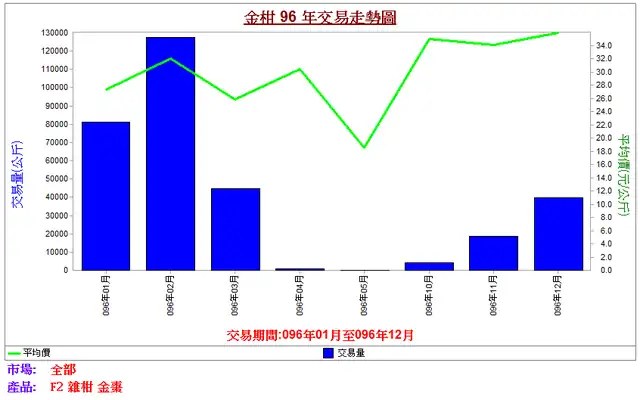 金柑 96 年交易走勢圖
130000
120000
110000
100000
90000
80000
70000
60000
50000
40000
30000
20000
10000
0
交易量(公斤)
34.0
32.0
30.0
28.0
26.0
24.0
22.0
20.0
18.0
16.0
14.0
12.0
10.0
8.0
6.0
4.0
2.0
0.0
平均價(元/公斤)
096年01月
096年02月
096年03月
096年04月
096年05月
096年10月
096年11月
096年12月
交易期間:096年01月至096年12月
平均價
交易量
市場: 全部
產品: F2 雜柑 金棗